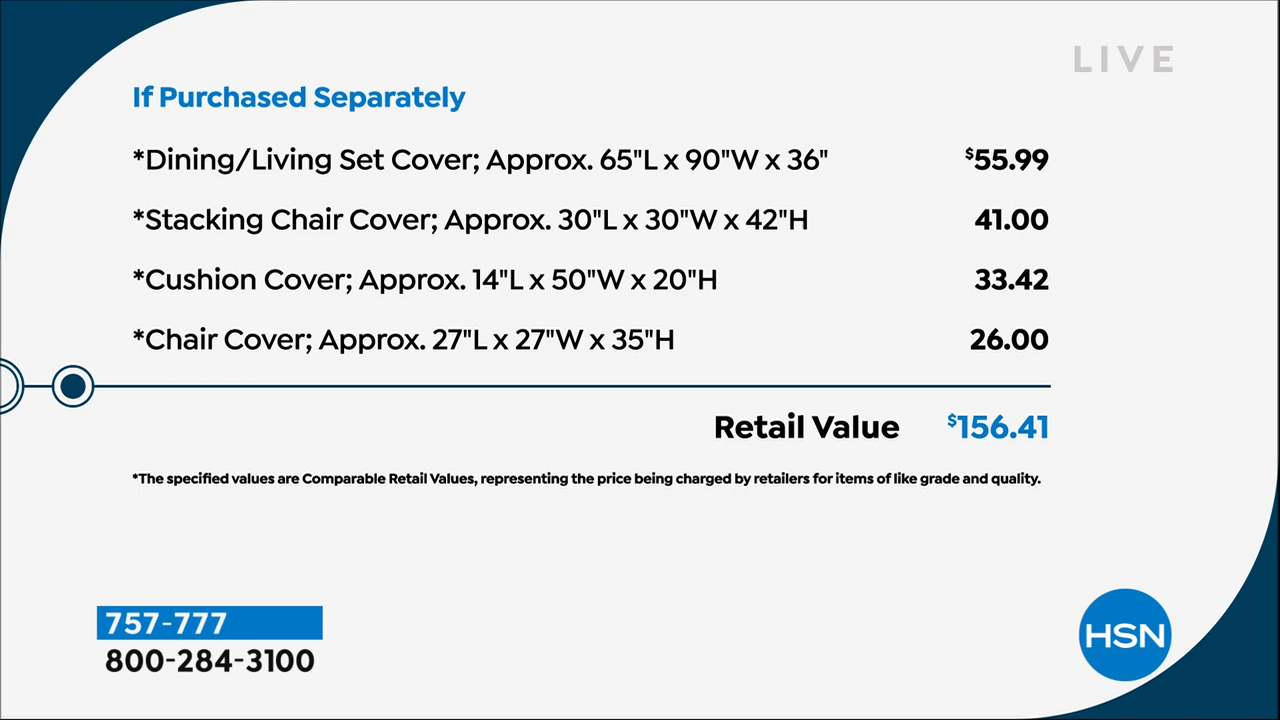 LIVE
If Purchased Separately
*Dining/Living Set Cover; Approx. 65"L x 90"W x 36" $55.99
*Stacking Chair Cover; Approx. 30"L x 30"W x 42"H 41.00
*Cushion Cover; Approx. 14"L x 50"W x 20"H 33.42
*Chair Cover; Approx. 27"L x 27"W x 35"H 26.00
Retail Value $156.41
*The specified values are Comparable Retail Values, representing the price being charged by retailers for items of like grade and quality.
757-777
800-284-3100
HSN